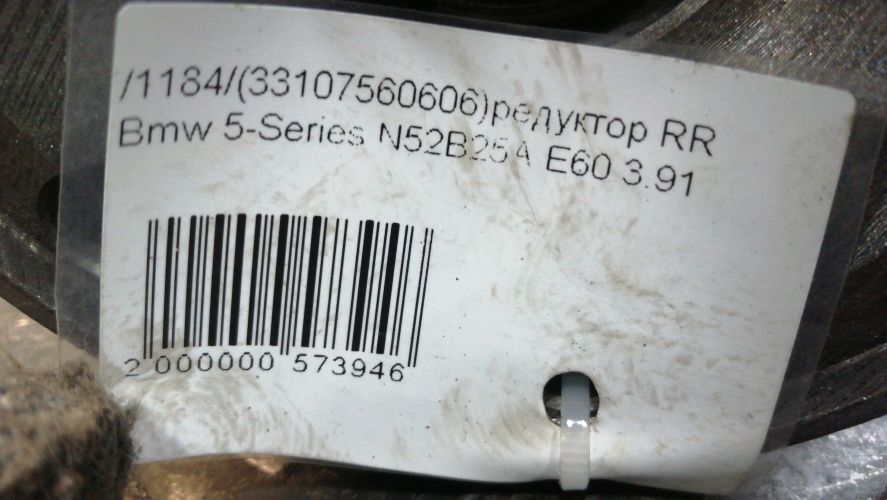 /1184/(33107560606)редуктор RR
Bmw 5-Series N52B25A E60 3.91
2 000000 573946